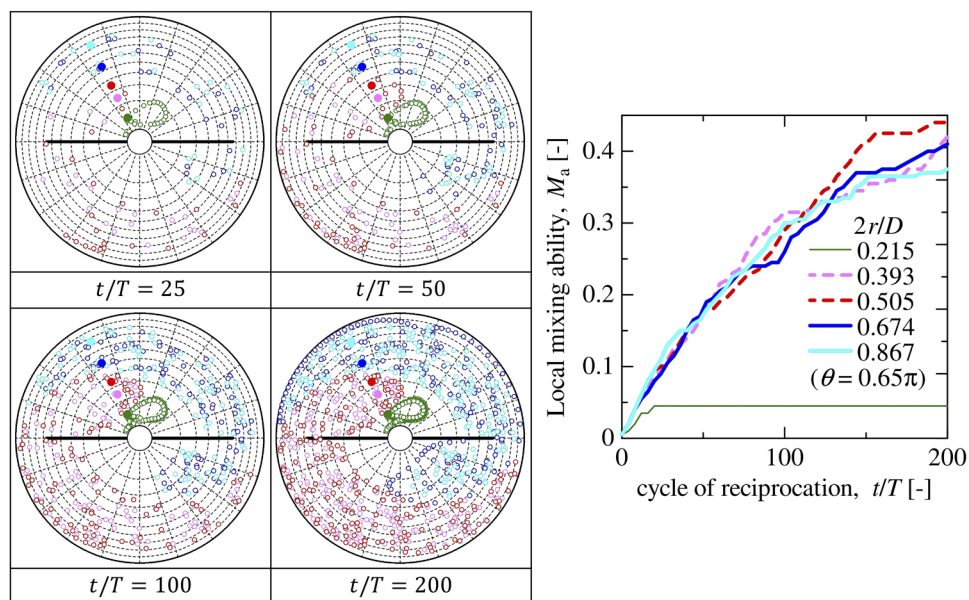 t/T = 25
t/T = 50
t/T = 100
t/T = 200
Local mixing ability, Ma [-]
0.4
0.3
0.2
0.1
0
0
100
200
cycle of reciprocation, t/T [-]
2r/D
0.215
0.393
0.505
0.674
0.867
(θ = 0.65π)